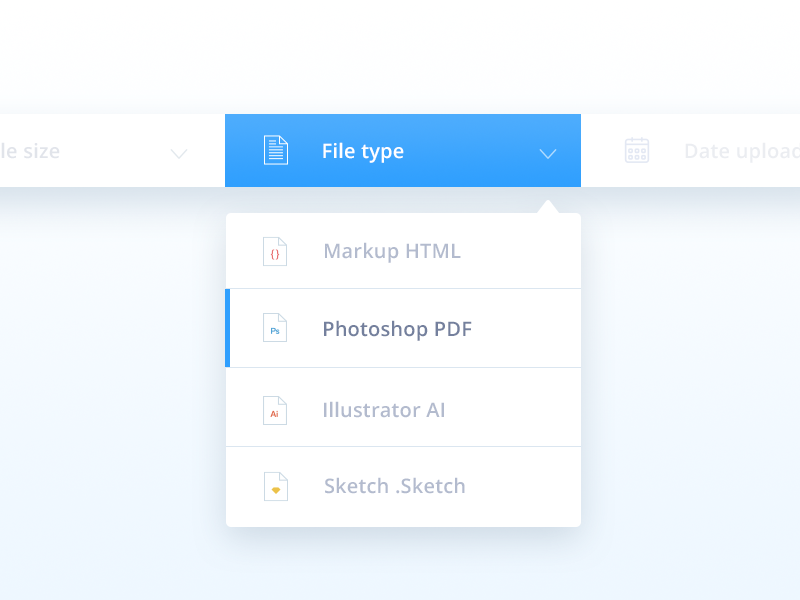 le size
File type
Date upload
Markup HTML
{ }
Photoshop PDF
Ps
Illustrator AI
Ai
Sketch .Sketch